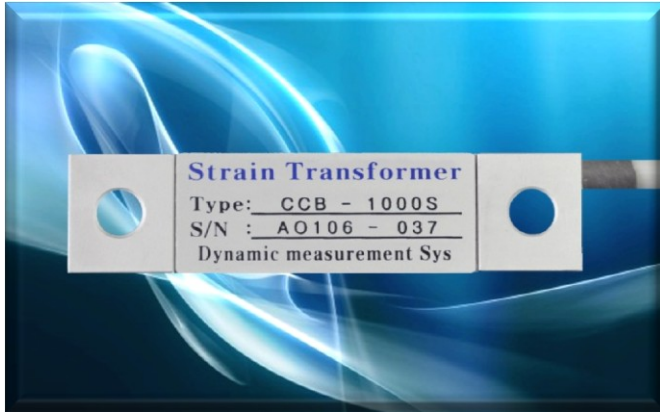 Strain Transformer
Type: CCB - 1000S
S/N : AO106 - 037
Dynamic measurement Sys